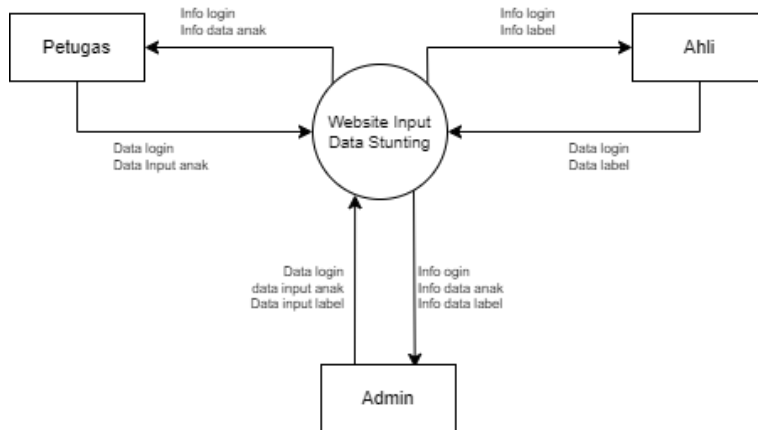 Info login
Info data anak
Info login
Info label
Petugas
Ahli
Website Input
Data Stunting
Data login
Data Input anak
Data login
Data label
Data login
data input anak
Data input label
Info ogin
Info data anak
Info data label
Admin